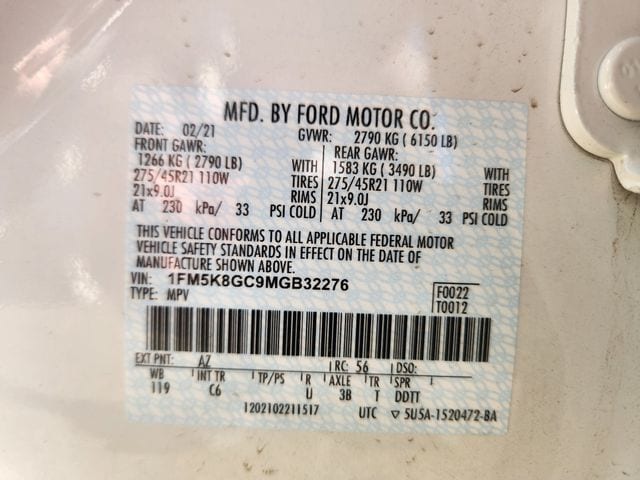 MFD. BY FORD MOTOR CO.
DATE: 02/21 GVWR: 2790 KG ( 6150 LB)
FRONT GAWR: REAR GAWR:
1266 KG ( 2790 LB) WITH 1583 KG ( 3490 LB) WITH
275/45R21 110W TIRES 275/45R21 110W TIRES
21x9.0J RIMS 21x9.0J RIMS
AT 230 kPa/ 33 PSI COLD AT 230 kPa/ 33 PSI COLD
THIS VEHICLE CONFORMS TO ALL APPLICABLE FEDERAL MOTOR
VEHICLE SAFETY STANDARDS IN EFFECT ON THE DATE OF
MANUFACTURE SHOWN ABOVE.
VIN: 1FM5K8GC9MGB32276 F0022
TYPE: MPV T0012
EXT PNT: AZ RC: 56 DSO:
WB INT TR TP/PS R AXLE TR SPR
119 C6 U 3B T DDTT
1202102211517 UTC ▽ 5U5A-1520472-BA